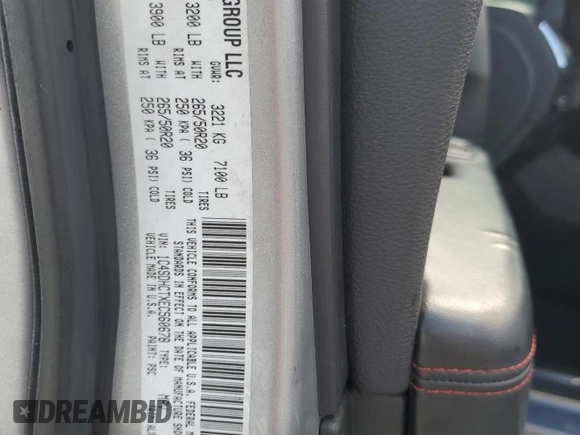 GROUP LLC
GVWR: 3221 KG 7100 LB
3200 LB WITH 265/50R20 TIRES
RIMS AT 250 KPA ( 36 PSI) COLD
3900 LB WITH 265/50R20 TIRES
RIMS AT 250 KPA ( 36 PSI) COLD
THIS VEHICLE CONFORMS TO ALL APPLICABLE U.S.A. FEDERAL
STANDARDS IN EFFECT ON THE DATE OF MANUFACTURE
VIN: 1C4SDHCTXEC560678 TYPE:
VEHICLE MADE IN U.S.A. PAINT: PSC
DREAMBID